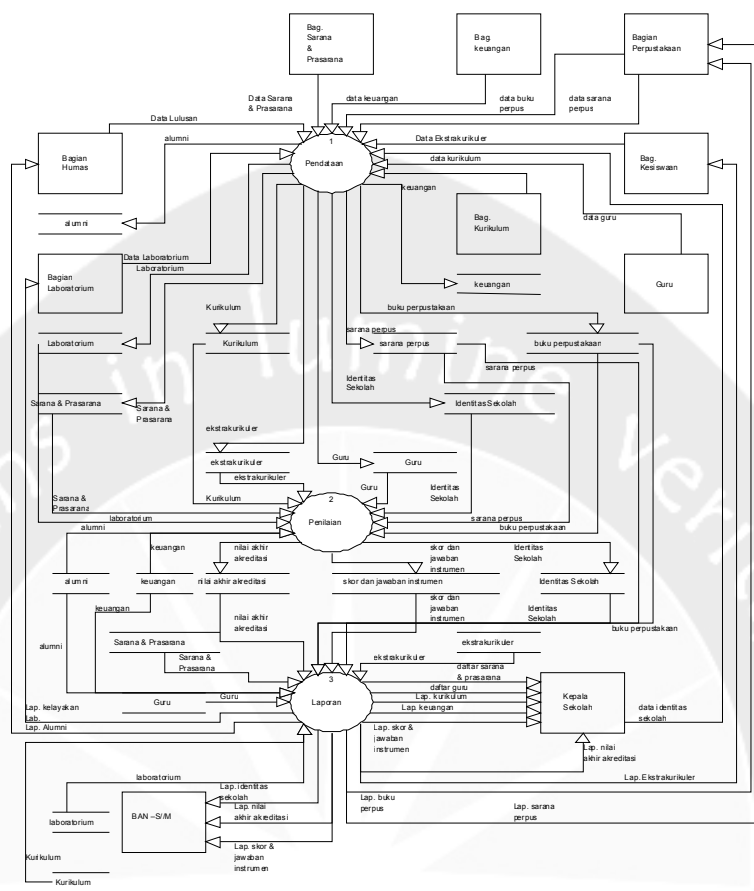 Bag.
Sarana
&
Prasarana
Bag.
keuangan
Bagian
Perpustakaan
Data Sarana
& Prasarana
data keuangan
data buku
perpus
data sarana
perpus
Data Lulusan
alumni
1
Pendataan
Data Ekstrakurikuler
data kurikulum
keuangan
Bagian
Humas
Bag.
Kesiswaan
alumni
Bag.
Kurikulum
data guru
Data Laboratorium
Laboratorium
Bagian
Laboratorium
keuangan
Guru
Kurikulum
buku perpustakaan
Laboratorium
Kurikulum
sarana perpus
sarana perpus
buku perpustakaan
sarana perpus
Identitas
Sekolah
Sarana & Prasarana
Sarana &
Prasarana
Identitas Sekolah
ekstrakurikuler
ekstrakurikuler
ekstrakurikuler
Guru
Guru
Guru
Identitas
Sekolah
Sarana &
Prasarana
Kurikulum
2
Penilaian
laboratorium
alumni
sarana perpus
buku perpustakaan
keuangan
nilai akhir
akreditasi
skor dan
jawaban
instrumen
Identitas
Sekolah
alumni
keuangan
nilai akhir akreditasi
skor dan jawaban instrumen
Identitas Sekolah
keuangan
nilai akhir
akreditasi
skor dan
jawaban
instrumen
Identitas
Sekolah
buku perpustakaan
alumni
Sarana & Prasarana
Sarana &
Prasarana
ekstrakurikuler
ekstrakurikuler
3
Laporan
daftar sarana
& prasarana
daftar guru
Lap. kurikulum
Lap. keuangan
Kepala
Sekolah
Guru
Guru
Lap. kelayakan
Lab.
Lap. Alumni
Lap. skor &
jawaban
instrumen
data identitas
sekolah
Lap. nilai
akhir akreditasi
Lap. Ekstrakurikuler
laboratorium
Lap. identitas
sekolah
Lap. nilai
akhir akreditasi
Lap. buku
perpus
Lap. sarana
perpus
laboratorium
BAN –S//M
Lap. skor &
jawaban
instrumen
Kurikulum
Kurikulum
in lumine